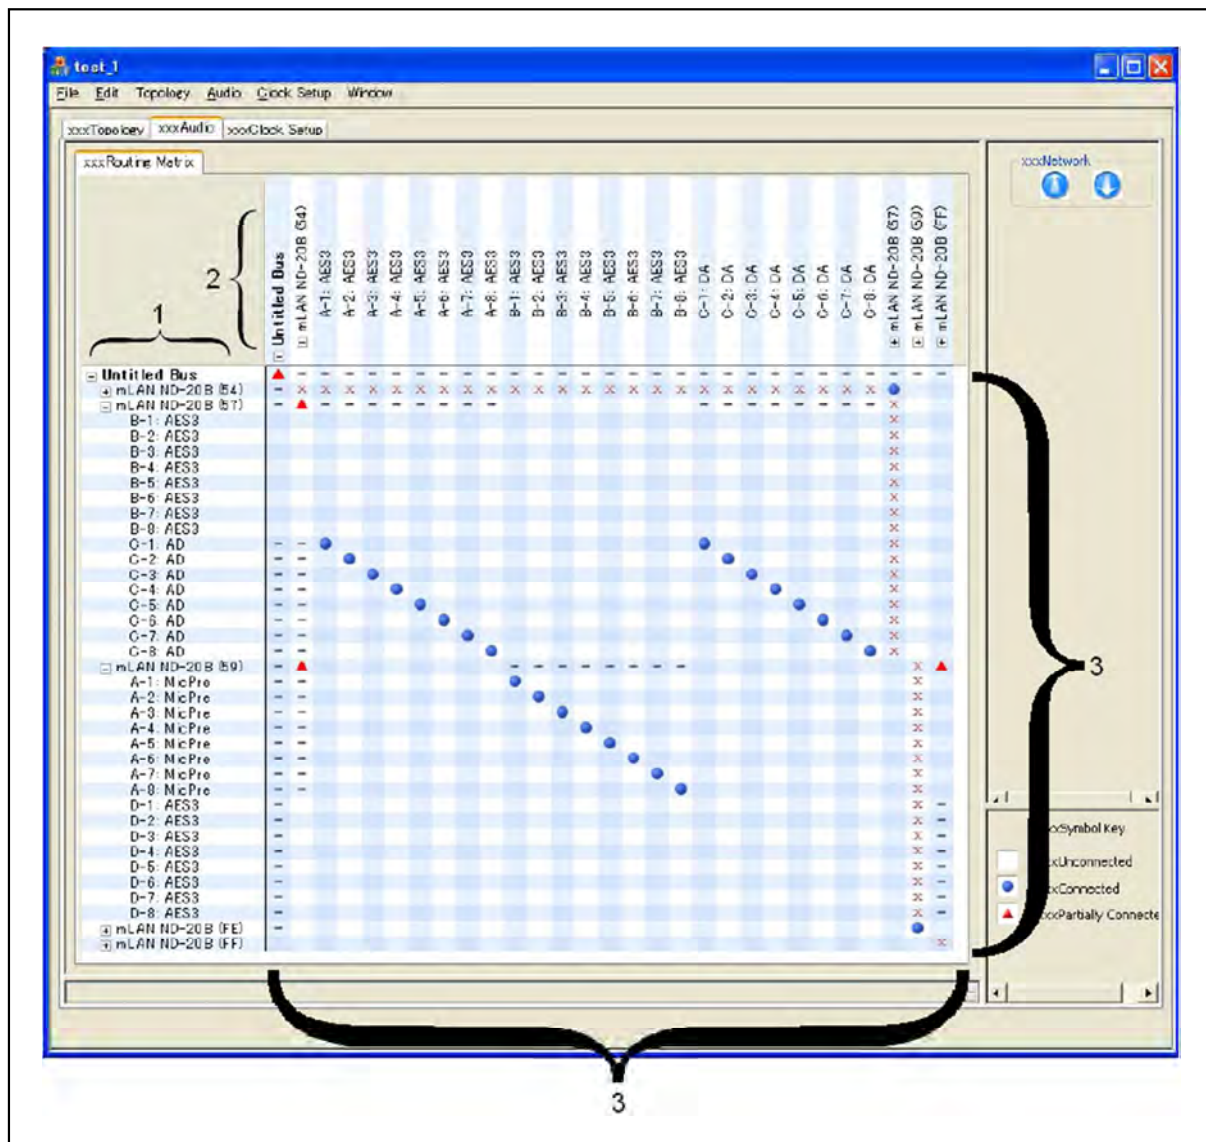 test_1
File Edit Topology Audio Clock Setup Window
xxxTopology xxxAudio xxxClock Setup
xxxRouting Matrix
xxxNetwork
2
1
Untitled Bus
mLAN ND-20B (54)
A-1: AES3
A-2: AES3
A-3: AES3
A-4: AES3
A-5: AES3
A-6: AES3
A-7: AES3
A-8: AES3
B-1: AES3
B-2: AES3
B-3: AES3
B-4: AES3
B-5: AES3
B-6: AES3
B-7: AES3
B-8: AES3
C-1: DA
C-2: DA
C-3: DA
C-4: DA
C-5: DA
C-6: DA
C-7: DA
C-8: DA
mLAN ND-20B (57)
mLAN ND-20B (59)
mLAN ND-20B (FF)
Untitled Bus
mLAN ND-20B (54)
mLAN ND-20B (57)
B-1: AES3
B-2: AES3
B-3: AES3
B-4: AES3
B-5: AES3
B-6: AES3
B-7: AES3
B-8: AES3
C-1: AD
C-2: AD
C-3: AD
C-4: AD
C-5: AD
C-6: AD
C-7: AD
C-8: AD
mLAN ND-20B (59)
A-1: MicPre
A-2: MicPre
A-3: MicPre
A-4: MicPre
A-5: MicPre
A-6: MicPre
A-7: MicPre
A-8: MicPre
D-1: AES3
D-2: AES3
D-3: AES3
D-4: AES3
D-5: AES3
D-6: AES3
D-7: AES3
D-8: AES3
mLAN ND-20B (FE)
mLAN ND-20B (FF)
3
xxxSymbol Key
xxUnconnected
xxConnected
xxxPartially Connecte
3